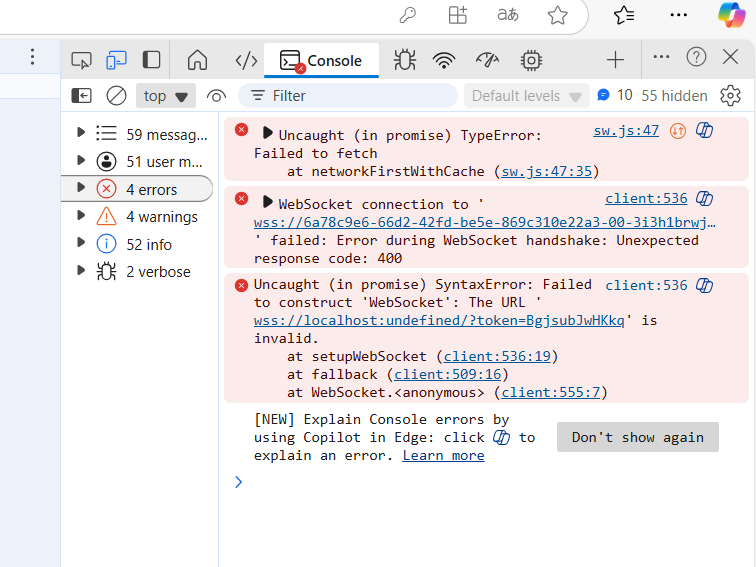 aあ
Console
top
Filter
Default levels
10
55 hidden
59 messag...
51 user m...
4 errors
4 warnings
52 info
2 verbose
Uncaught (in promise) TypeError: sw.js:47
Failed to fetch
at networkFirstWithCache (sw.js:47:35)
WebSocket connection to ' client:536
wss://6a78c9e6-66d2-42fd-be5e-869c310e22a3-00-3i3h1brwj…
' failed: Error during WebSocket handshake: Unexpected
response code: 400
Uncaught (in promise) SyntaxError: Failed client:536
to construct 'WebSocket': The URL '
wss://localhost:undefined/?token=BgjsubJwHKkq' is
invalid.
at setupWebSocket (client:536:19)
at fallback (client:509:16)
at WebSocket.<anonymous> (client:555:7)
[NEW] Explain Console errors by
using Copilot in Edge: click to
explain an error. Learn more
Don't show again